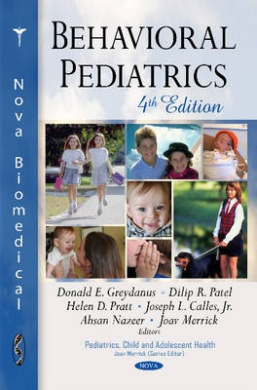 BEHAVIORAL
PEDIATRICS
4th Edition
Nova Biomedical
Donald E. Greydanus - Dilip R. Patel
Helen D. Pratt • Joseph L. Calles, Jr.
Ahsan Nazeer • Joav Merrick
Editors
Pediatrics, Child and Adolescent Health
Joav Merrick (Series Editor)
NOVA